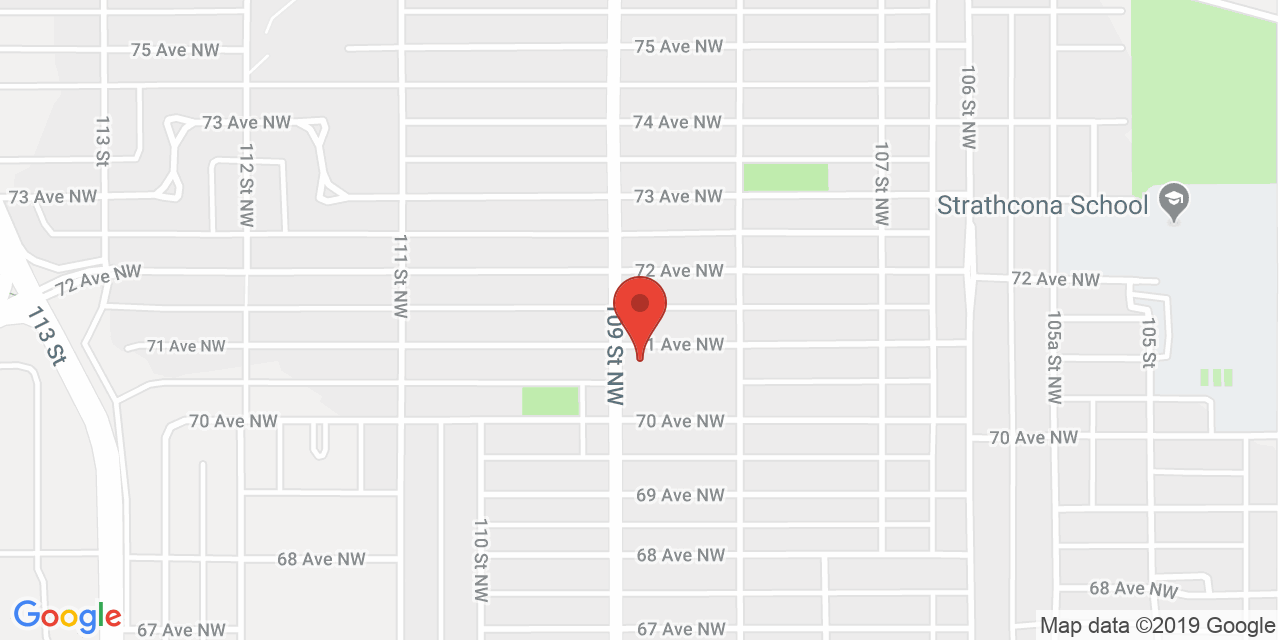 75 Ave NW
75 Ave NW
106 St NW
73 Ave NW
74 Ave NW
113 St
112 St NW
107 St NW
73 Ave NW
73 Ave NW
Strathcona School
111 St NW
72 Ave NW
72 Ave NW
72 Ave NW
113 St
109 St NW
71 Ave NW
1 Ave NW
105a St NW
105 St
70 Ave NW
70 Ave NW
70 Ave NW
69 Ave NW
110 St NW
68 Ave NW
68 Ave NW
68 Ave NW
Google
67 Ave NW
67 Ave NW
Map data ©2019 Google